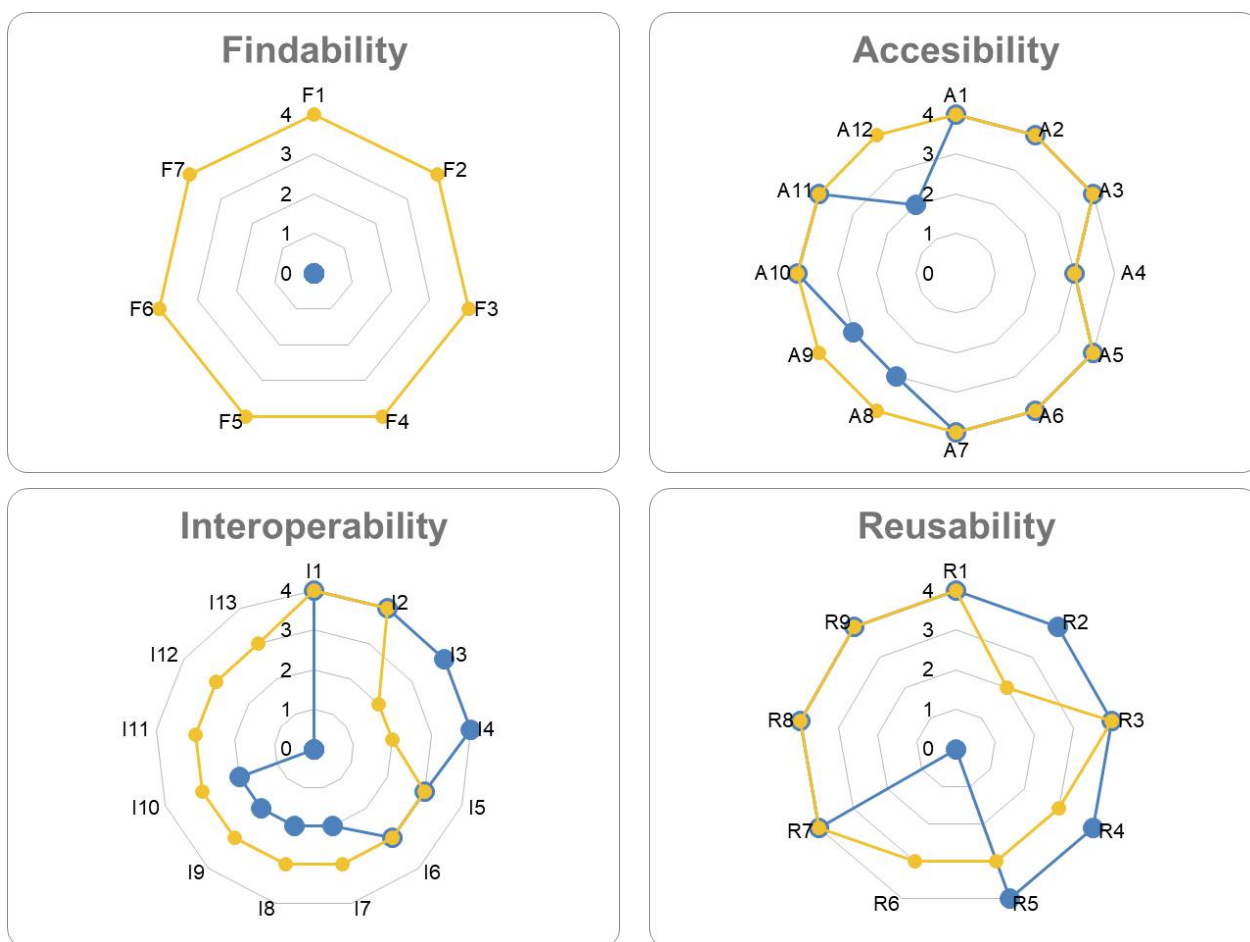 Findability
F1
4
F7
F2
3
2
1
0
F6
F3
F5
F4
Accesibility
A1
4
A12
A2
3
A11
2
A3
1
A10
0
A4
A9
A5
A8
A6
A7
Interoperability
I1
4
I13
I2
3
I12
I3
2
I11
1
I4
0
I10
I5
I9
I6
I8
I7
Reusability
R1
4
R9
R2
3
2
R8
R3
1
0
R7
R4
R6
R5